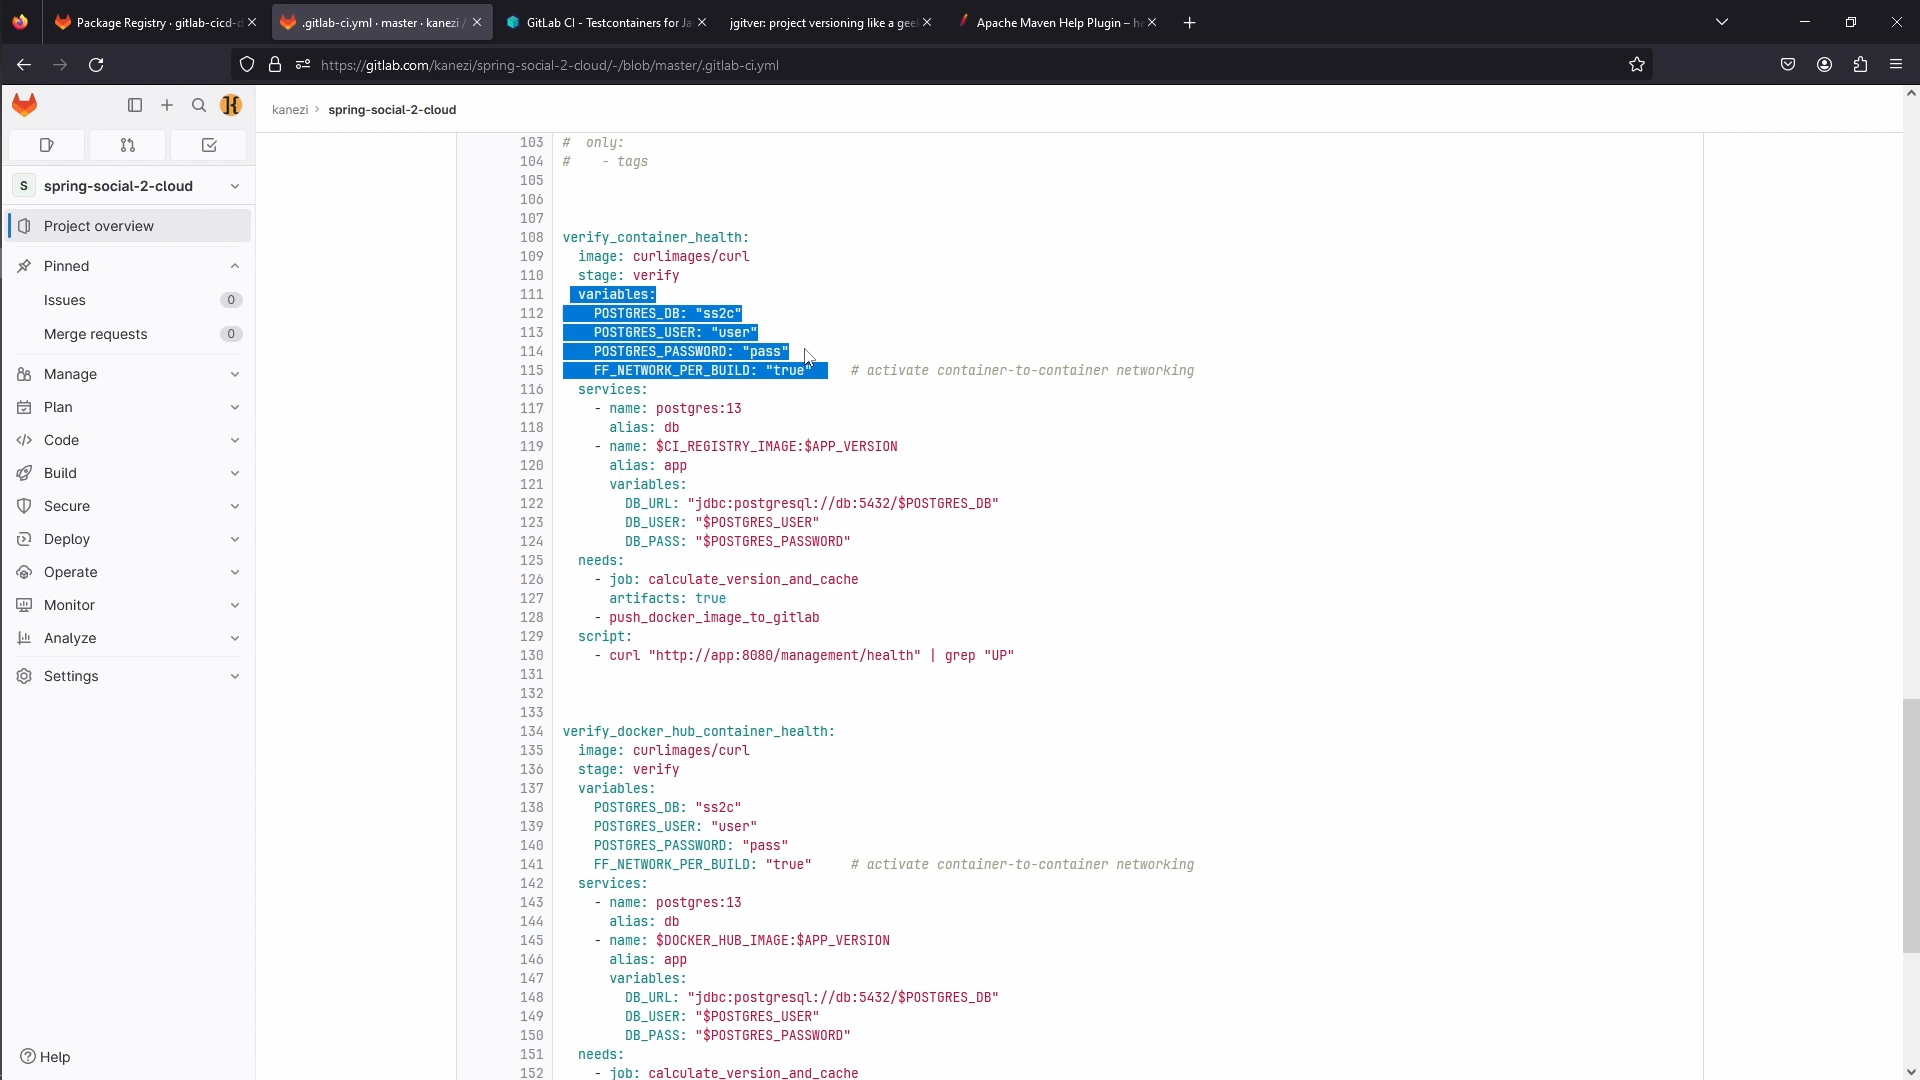 Package Registry · gitlab-cicd-d
.gitlab-ci.yml · master · kanezi /
GitLab CI - Testcontainers for Ja
jgitver: project versioning like a geek
Apache Maven Help Plugin – he
https://gitlab.com/kanezi/spring-social-2-cloud/-/blob/master/.gitlab-ci.yml
kanezi › spring-social-2-cloud
S spring-social-2-cloud
Project overview
Pinned
Issues 0
Merge requests 0
Manage
Plan
Code
Build
Secure
Deploy
Operate
Monitor
Analyze
Settings
Help
103 #  only:
104 #    - tags
105
106
107
108 verify_container_health:
109   image: curlimages/curl
110   stage: verify
111   variables:
112     POSTGRES_DB: "ss2c"
113     POSTGRES_USER: "user"
114     POSTGRES_PASSWORD: "pass"
115     FF_NETWORK_PER_BUILD: "true"     # activate container-to-container networking
116   services:
117     - name: postgres:13
118       alias: db
119     - name: $CI_REGISTRY_IMAGE:$APP_VERSION
120       alias: app
121       variables:
122         DB_URL: "jdbc:postgresql://db:5432/$POSTGRES_DB"
123         DB_USER: "$POSTGRES_USER"
124         DB_PASS: "$POSTGRES_PASSWORD"
125   needs:
126     - job: calculate_version_and_cache
127       artifacts: true
128     - push_docker_image_to_gitlab
129   script:
130     - curl "http://app:8080/management/health" | grep "UP"
131
132
133
134 verify_docker_hub_container_health:
135   image: curlimages/curl
136   stage: verify
137   variables:
138     POSTGRES_DB: "ss2c"
139     POSTGRES_USER: "user"
140     POSTGRES_PASSWORD: "pass"
141     FF_NETWORK_PER_BUILD: "true"     # activate container-to-container networking
142   services:
143     - name: postgres:13
144       alias: db
145     - name: $DOCKER_HUB_IMAGE:$APP_VERSION
146       alias: app
147       variables:
148         DB_URL: "jdbc:postgresql://db:5432/$POSTGRES_DB"
149         DB_USER: "$POSTGRES_USER"
150         DB_PASS: "$POSTGRES_PASSWORD"
151   needs:
152     - job: calculate_version_and_cache